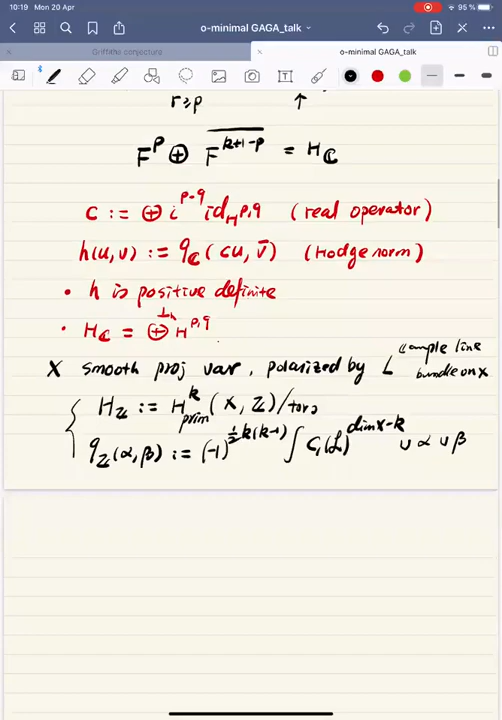 10:19 Mon 20 Apr
95 %
o-minimal GAGA_talk
Griffiths conjecture
o-minimal GAGA_talk
r≥p ↑
F^p ⊕ \overline{F^{k+1-p}} = H_ℂ
C := ⊕ i^{p-q} id_{H^{p,q}} (real operator)
h(u,v) := q_ℂ(Cu, v̄) (Hodge norm)
• h is positive definite
• H_ℂ = ⊕^{⊥_h} H^{p,q}
X smooth proj var, polarized by L ample line bundle on X
H_ℤ := H^k_{prim}(X, ℤ)/tors
q_ℤ(α,β) := (-1)^{½k(k-1)} ∫ c₁(L)^{dim X-k} ∪ α ∪ β